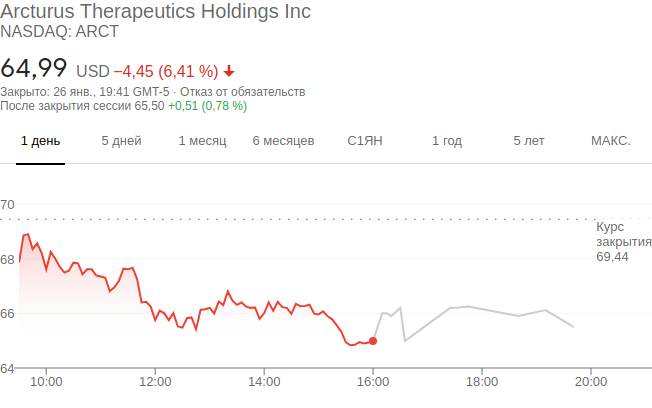 Arcturus Therapeutics Holdings Inc
NASDAQ: ARCT
64,99 USD −4,45 (6,41 %)
Закрыто: 26 янв., 19:41 GMT-5 · Отказ от обязательств
После закрытия сессии 65,50 +0,51 (0,78 %)
1 день 5 дней 1 месяц 6 месяцев С1ЯН 1 год 5 лет МАКС.
70
Курс
закрытия
69,44
68
66
64
10:00 12:00 14:00 16:00 18:00 20:00